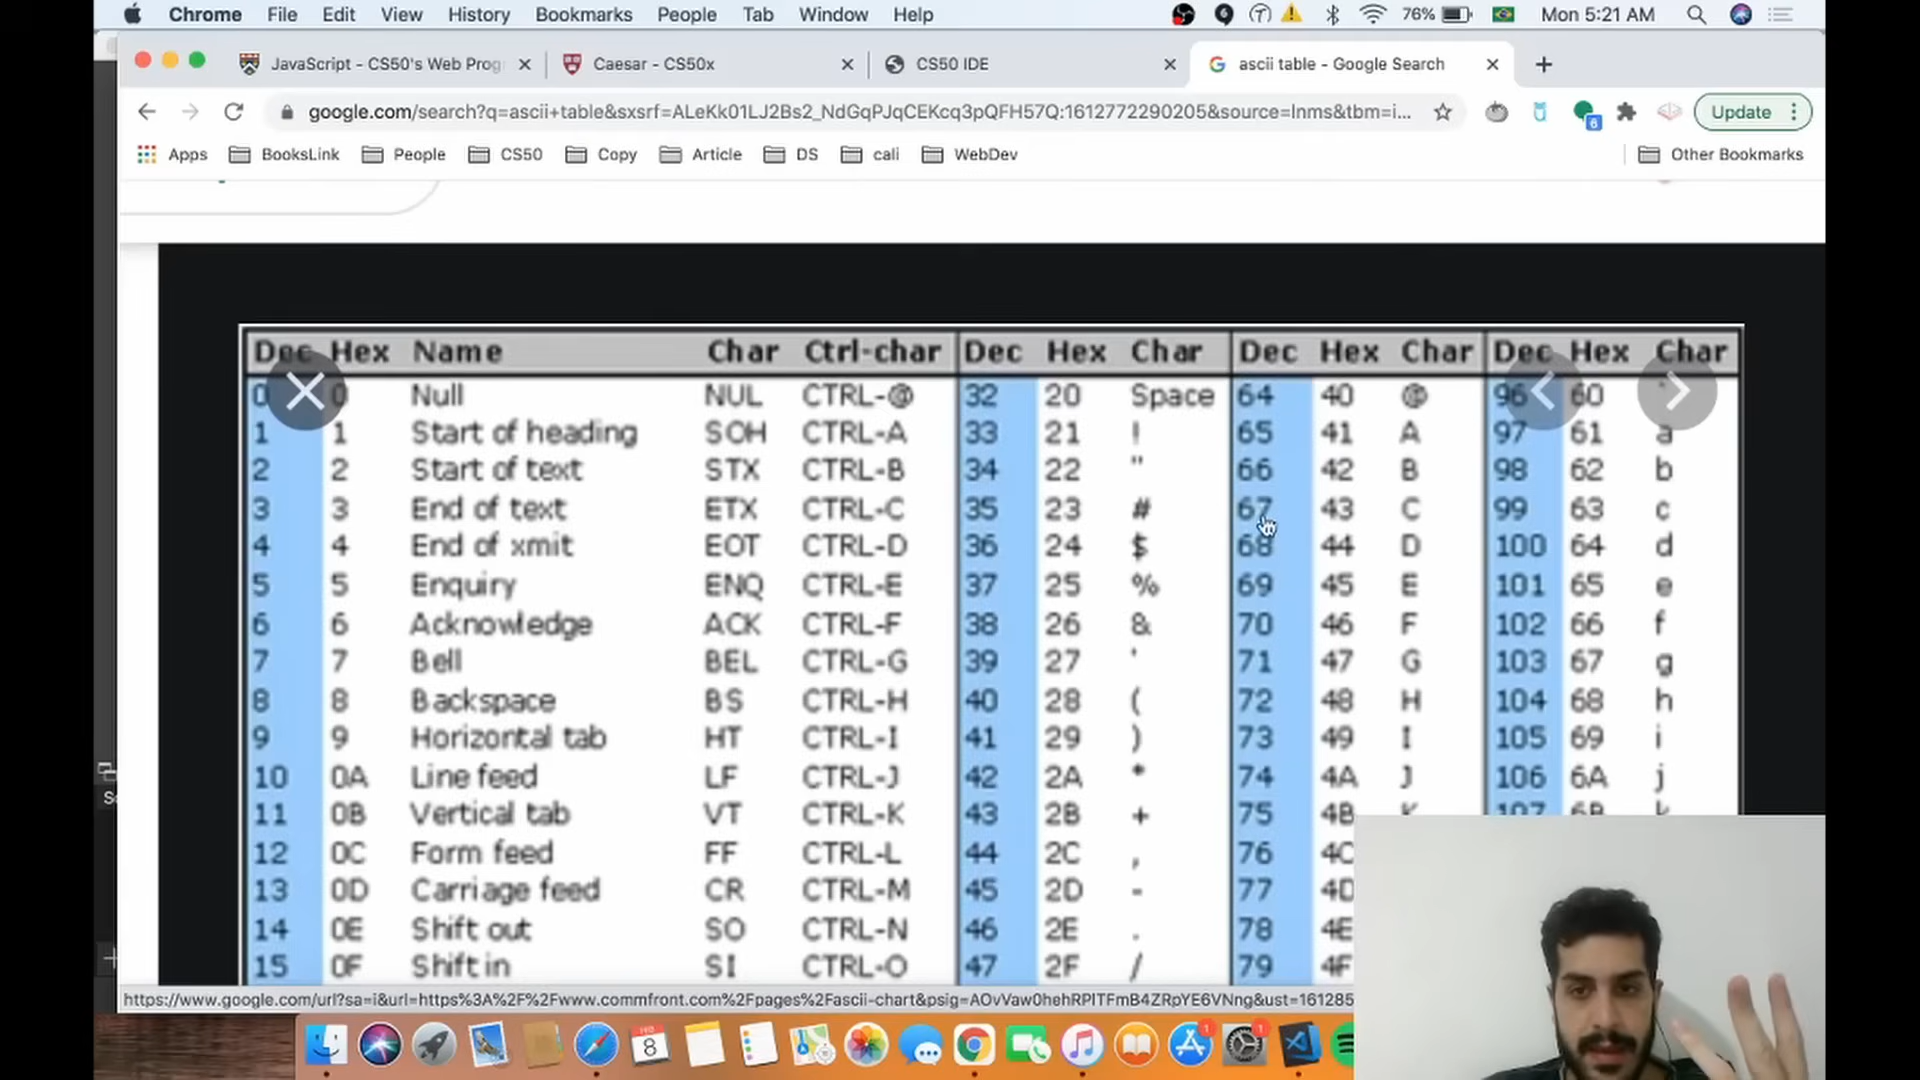 Chrome File Edit View History Bookmarks People Tab Window Help 76% Mon 5:21 AM
JavaScript - CS50's Web Prog Caesar - CS50x CS50 IDE ascii table - Google Search
google.com/search?q=ascii+table&sxsrf=ALeKk01LJ2Bs2_NdGqPJqCEKcq3pQFH57Q:1612772290205&source=lnms&tbm=i... 6 Update
Apps BooksLink People CS50 Copy Article DS cali WebDev Other Bookmarks
Dec Hex Name Char Ctrl-char Dec Hex Char Dec Hex Char Dec Hex Char
0 0 Null NUL CTRL-@ 32 20 Space 64 40 @ 96 60 `
1 1 Start of heading SOH CTRL-A 33 21 ! 65 41 A 97 61 a
2 2 Start of text STX CTRL-B 34 22 " 66 42 B 98 62 b
3 3 End of text ETX CTRL-C 35 23 # 67 43 C 99 63 c
4 4 End of xmit EOT CTRL-D 36 24 $ 68 44 D 100 64 d
5 5 Enquiry ENQ CTRL-E 37 25 % 69 45 E 101 65 e
6 6 Acknowledge ACK CTRL-F 38 26 & 70 46 F 102 66 f
7 7 Bell BEL CTRL-G 39 27 ' 71 47 G 103 67 g
8 8 Backspace BS CTRL-H 40 28 ( 72 48 H 104 68 h
9 9 Horizontal tab HT CTRL-I 41 29 ) 73 49 I 105 69 i
10 0A Line feed LF CTRL-J 42 2A * 74 4A J 106 6A j
11 0B Vertical tab VT CTRL-K 43 2B + 75 4B K 107 6B k
12 0C Form feed FF CTRL-L 44 2C , 76 4C
13 0D Carriage feed CR CTRL-M 45 2D - 77 4D
14 0E Shift out SO CTRL-N 46 2E . 78 4E
15 0F Shift in SI CTRL-O 47 2F / 79 4F
https://www.google.com/url?sa=i&url=https%3A%2F%2Fwww.commfront.com%2Fpages%2Fascii-chart&psig=AOvVaw0hehRPITFmB4ZRpYE6VNng&ust=161285
8 1 1